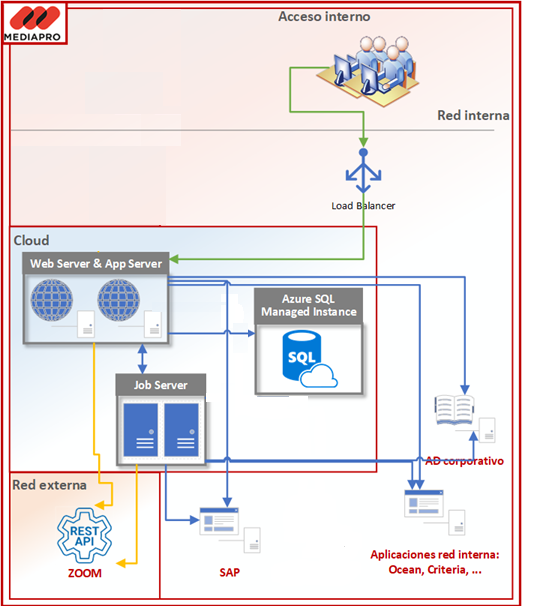 MEDIAPRO
Acceso interno
Red interna
Load Balancer
Cloud
Web Server & App Server
Azure SQL
Managed Instance
SQL
Job Server
AD corporativo
Red externa
REST
API
ZOOM
SAP
Aplicaciones red interna:
Ocean, Criteria, ...